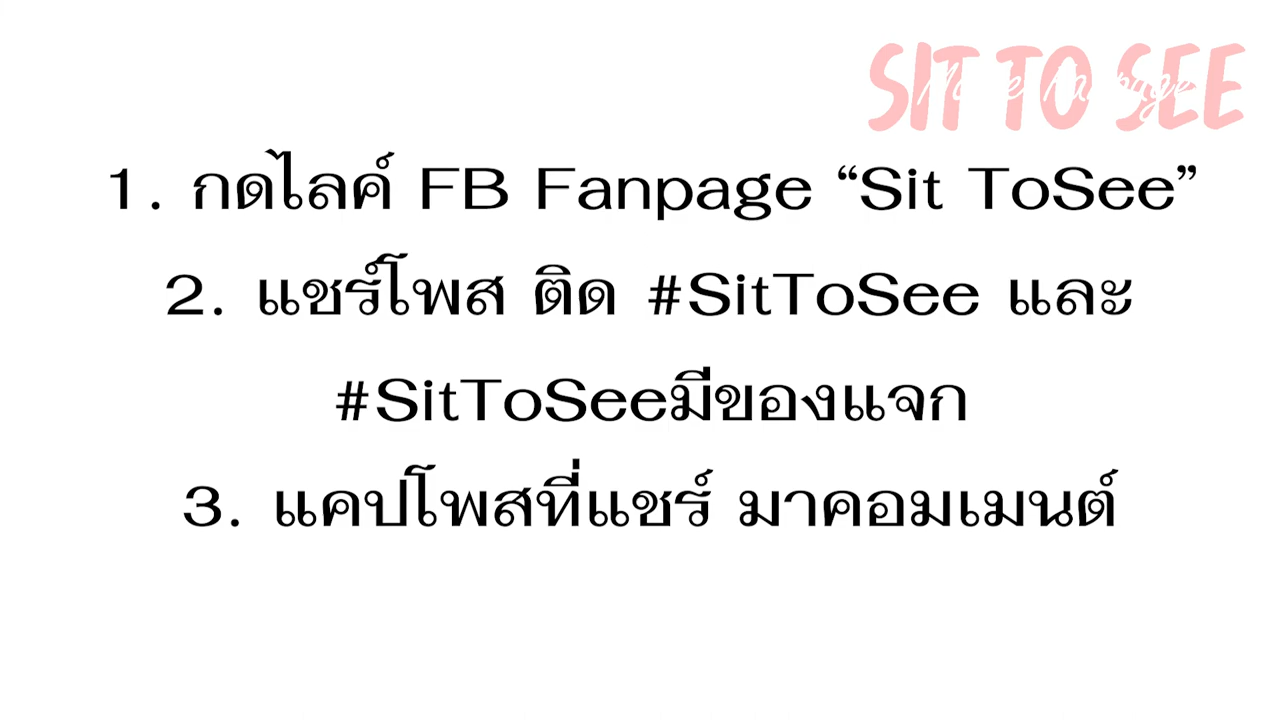 SIT TO SEE
Movie Fanpage
1. กดไลค์ FB Fanpage “Sit ToSee”
2. แชร์โพส ติด #SitToSee และ
#SitToSeeมีของแจก
3. แคปโพสที่แชร์ มาคอมเมนต์